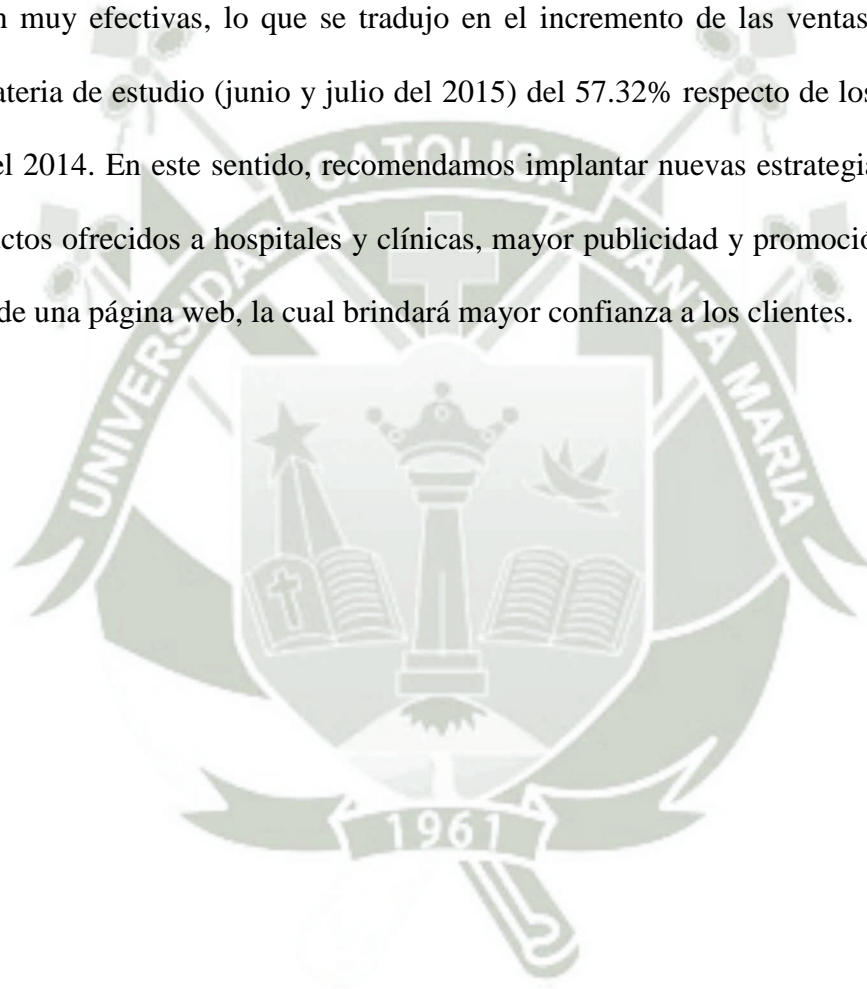 n muy efectivas, lo que se tradujo en el incremento de las ventas
ateria de estudio (junio y julio del 2015) del 57.32% respecto de los
el 2014. En este sentido, recomendamos implantar nuevas estrategia
ctos ofrecidos a hospitales y clínicas, mayor publicidad y promoció
de una página web, la cual brindará mayor confianza a los clientes.
UNIVERSIDAD CATOLICA SANTA MARIA
1961